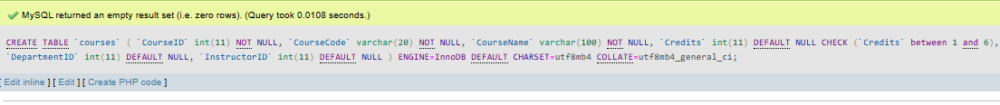 MySQL returned an empty result set (i.e. zero rows). (Query took 0.0108 seconds.)
CREATE TABLE `courses` ( `CourseID` int(11) NOT NULL, `CourseCode` varchar(20) NOT NULL, `CourseName` varchar(100) NOT NULL, `Credits` int(11) DEFAULT NULL CHECK (`Credits` between 1 and 6),
`DepartmentID` int(11) DEFAULT NULL, `InstructorID` int(11) DEFAULT NULL ) ENGINE=InnoDB DEFAULT CHARSET=utf8mb4 COLLATE=utf8mb4_general_ci;
[ Edit inline ] [ Edit ] [ Create PHP code ]